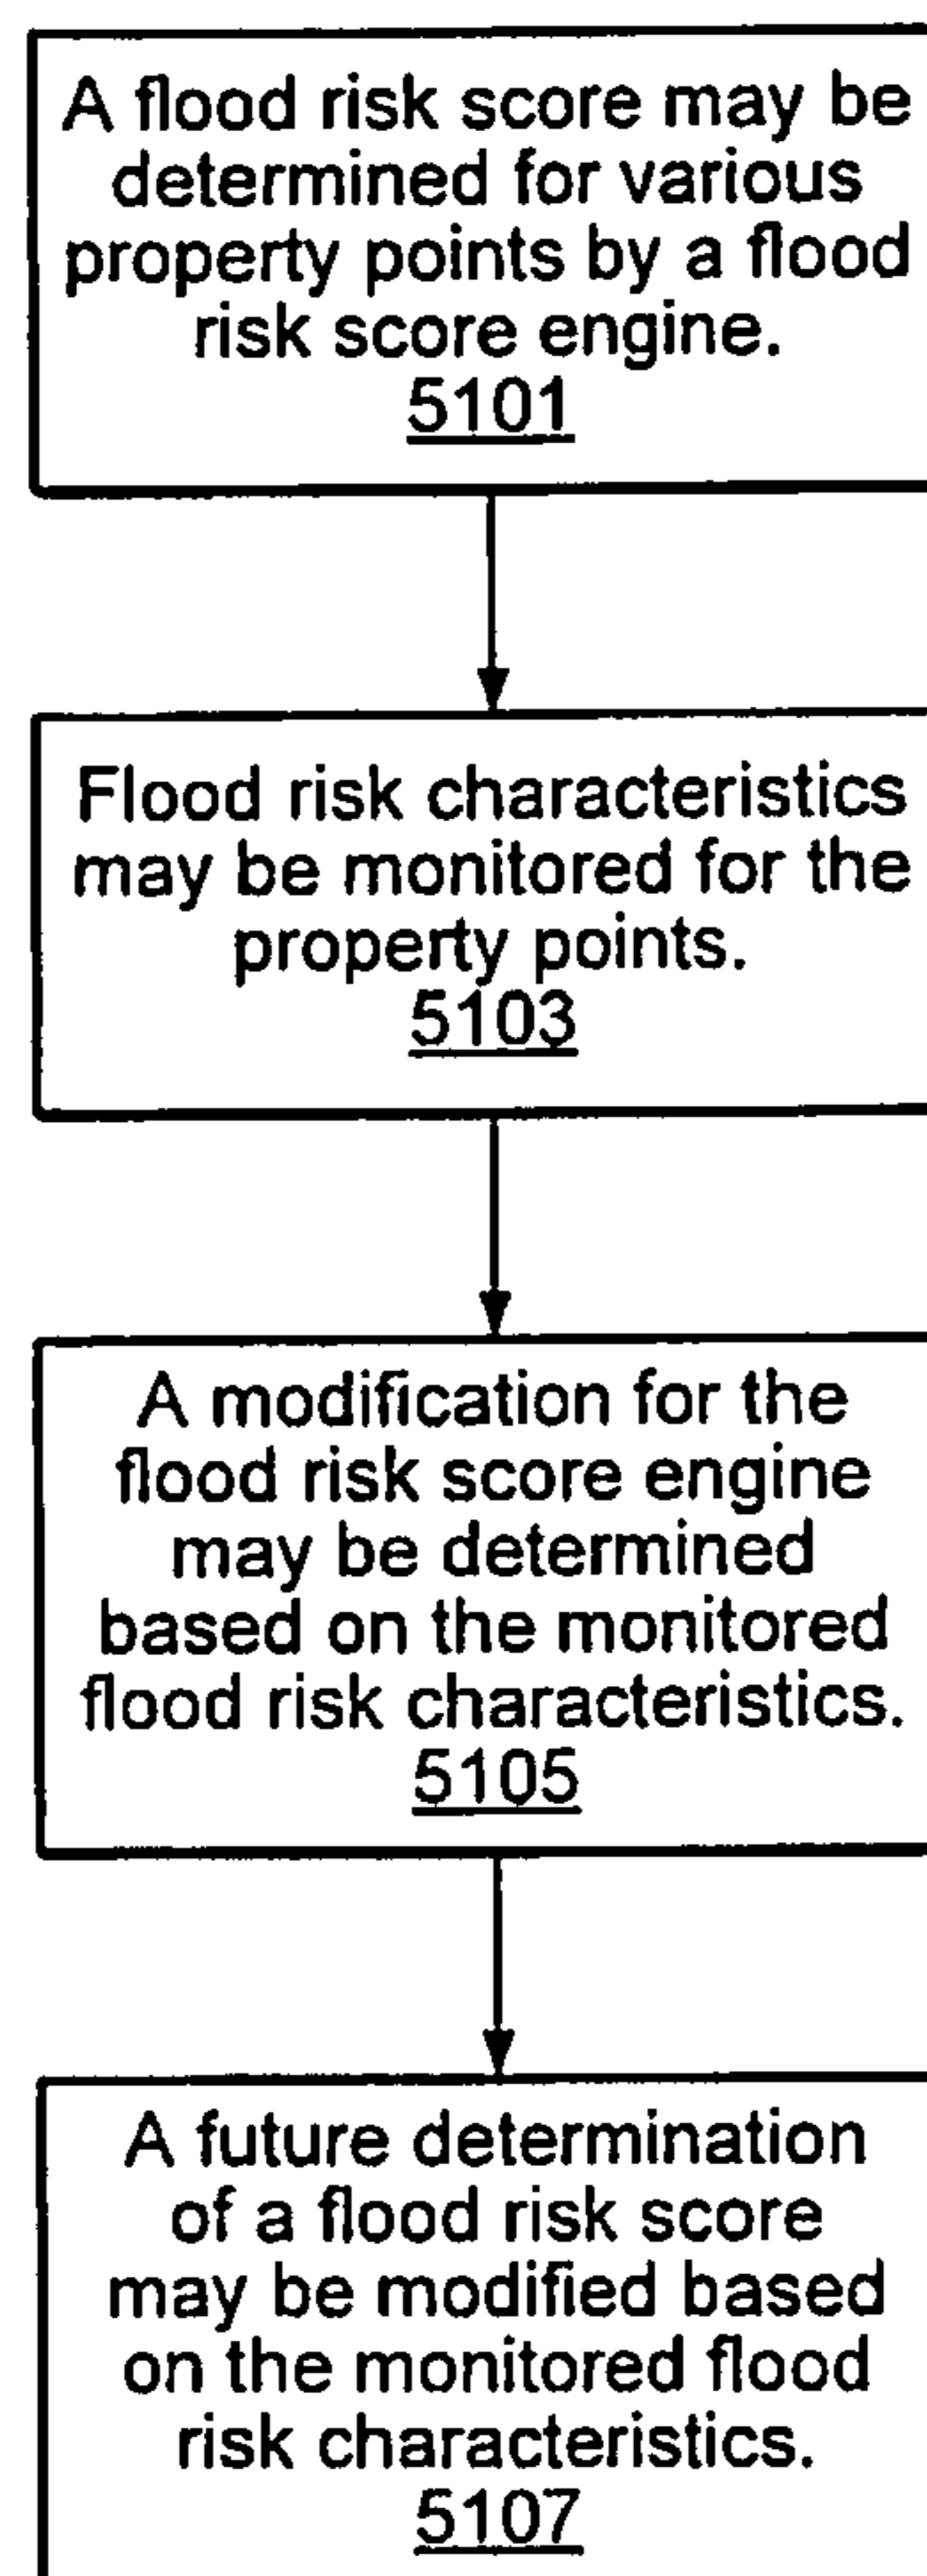 A flood risk score may be
determined for various
property points by a flood
risk score engine.
5101
Flood risk characteristics
may be monitored for the
property points.
5103
A modification for the
flood risk score engine
may be determined
based on the monitored
flood risk characteristics.
5105
A future determination
of a flood risk score
may be modified based
on the monitored flood
risk characteristics.
5107